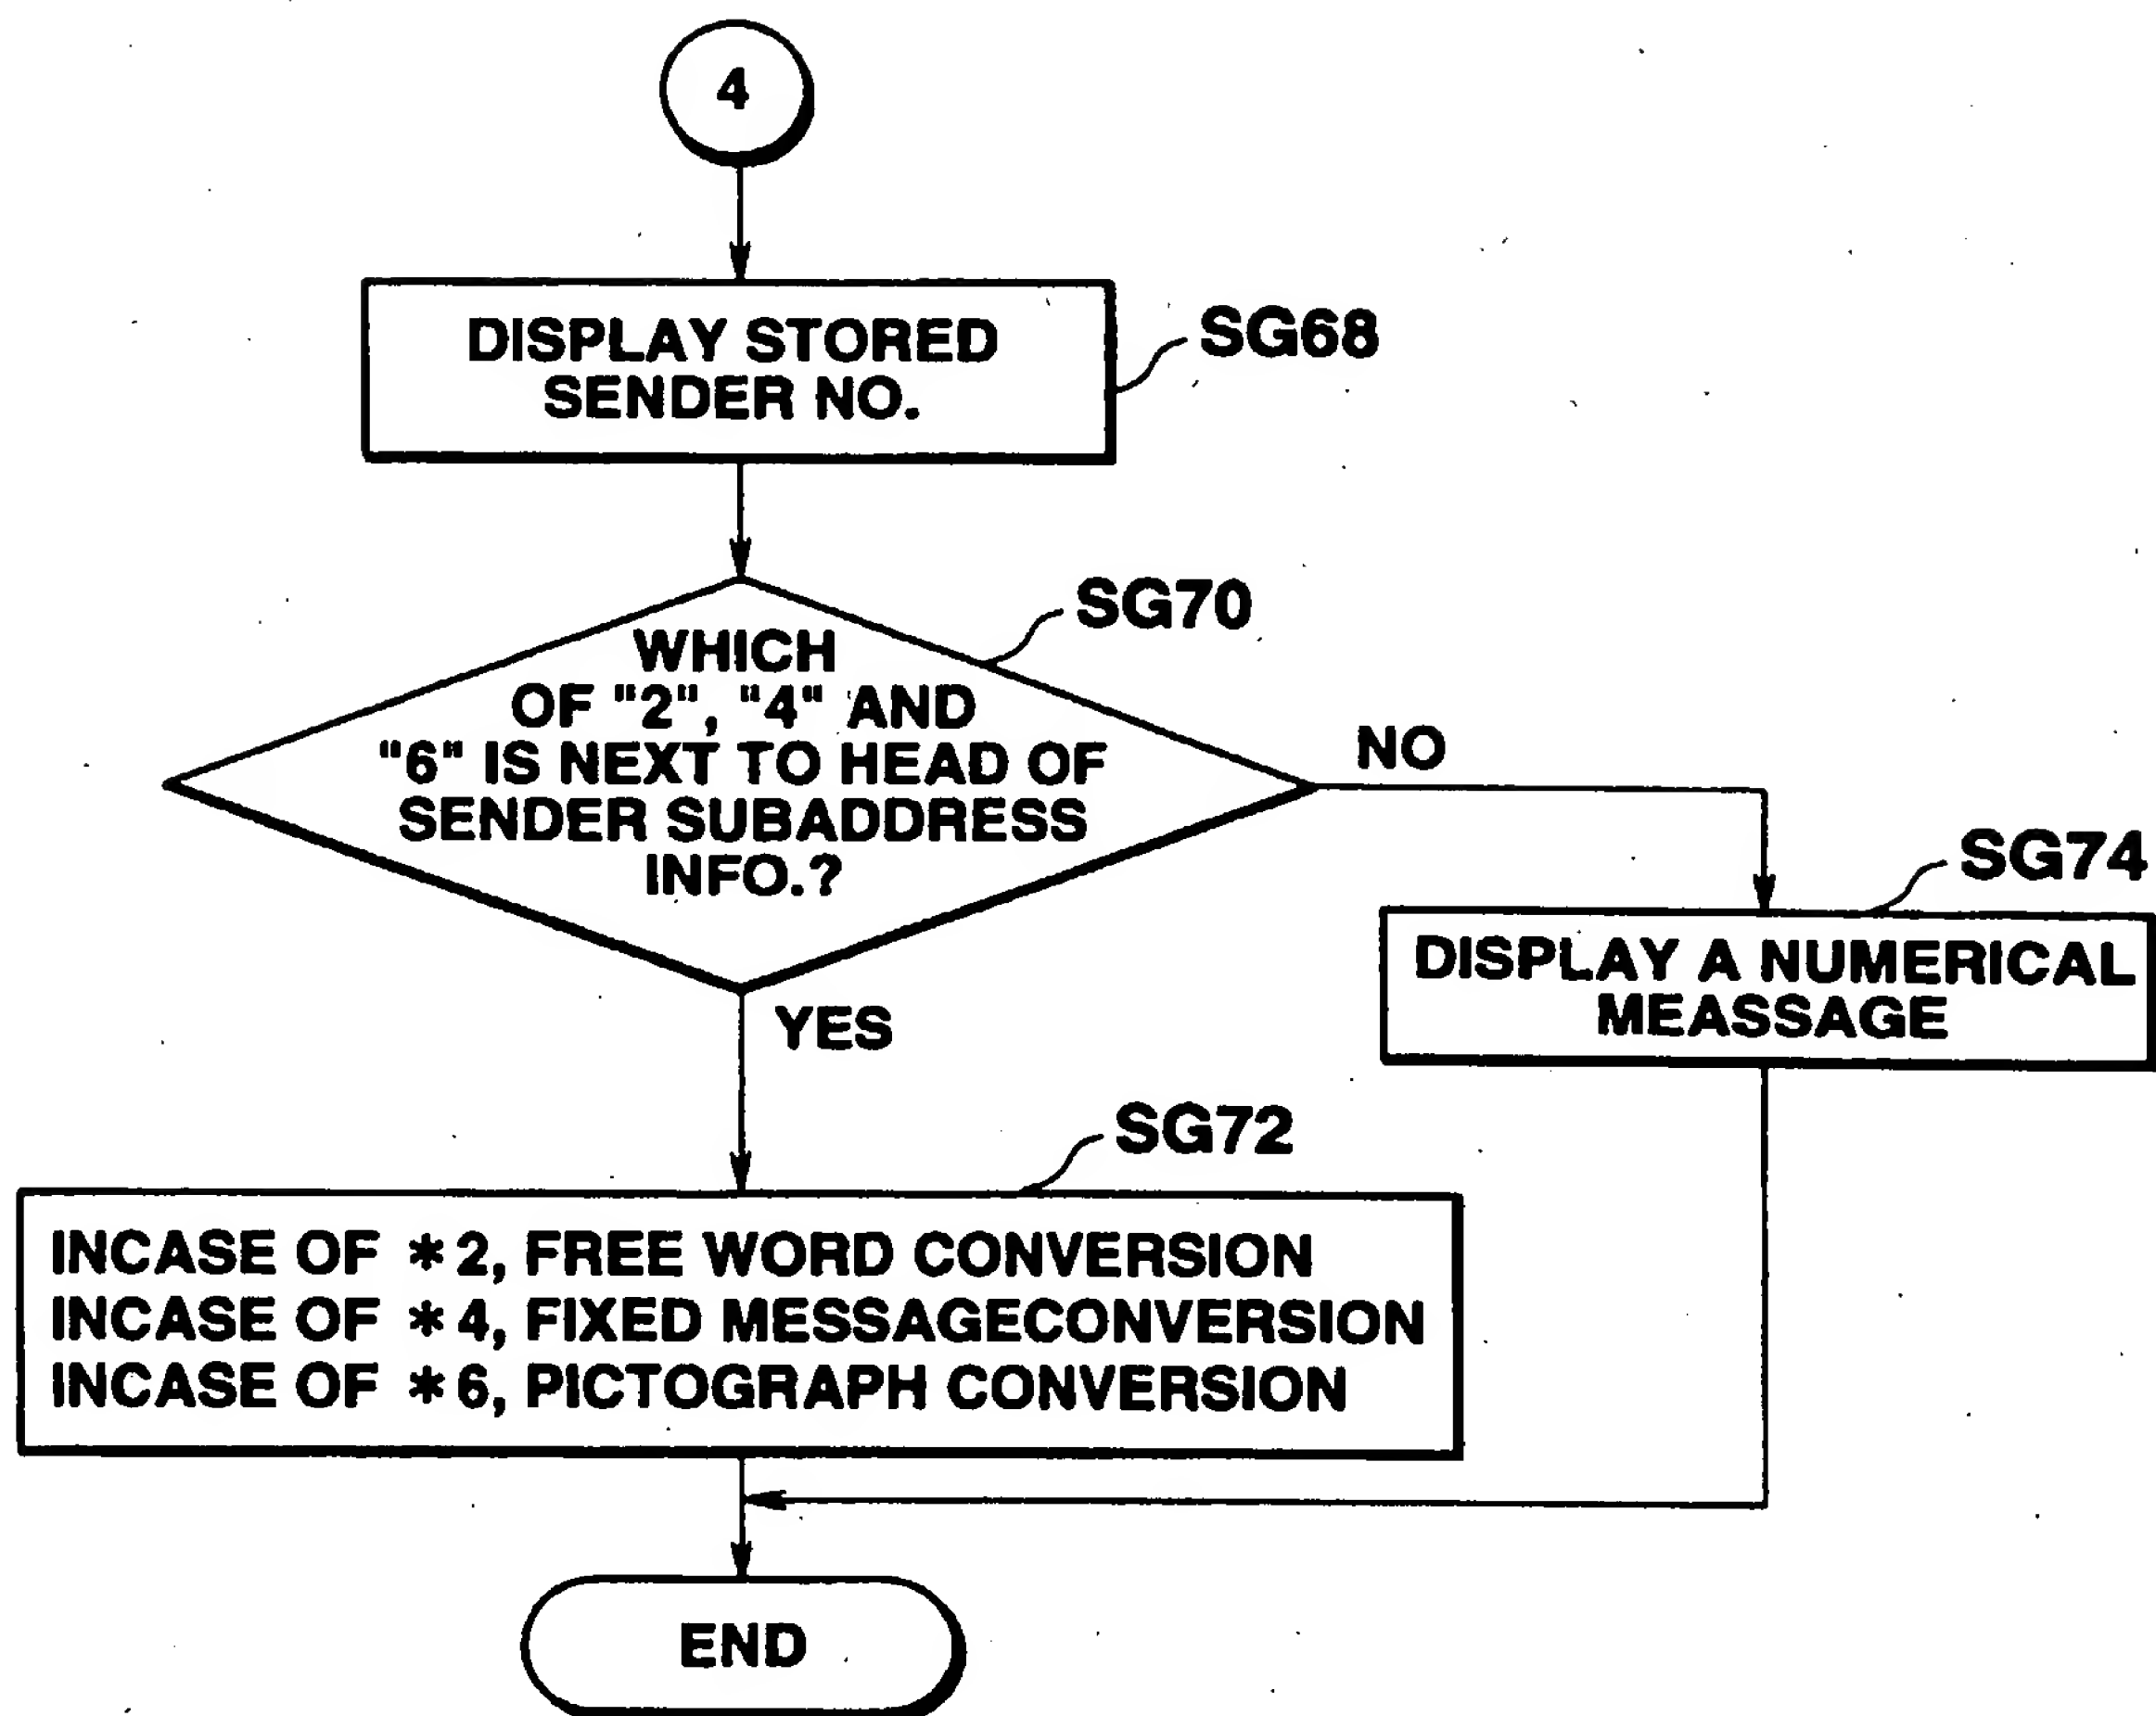 4
DISPLAY STORED
SENDER NO.
SG68
SG70
WHICH
OF "2", "4" AND
"6" IS NEXT TO HEAD OF
SENDER SUBADDRESS
INFO.?
NO
SG74
DISPLAY A NUMERICAL
MEASSAGE
YES
SG72
INCASE OF *2, FREE WORD CONVERSION
INCASE OF *4, FIXED MESSAGECONVERSION
INCASE OF *6, PICTOGRAPH CONVERSION
END